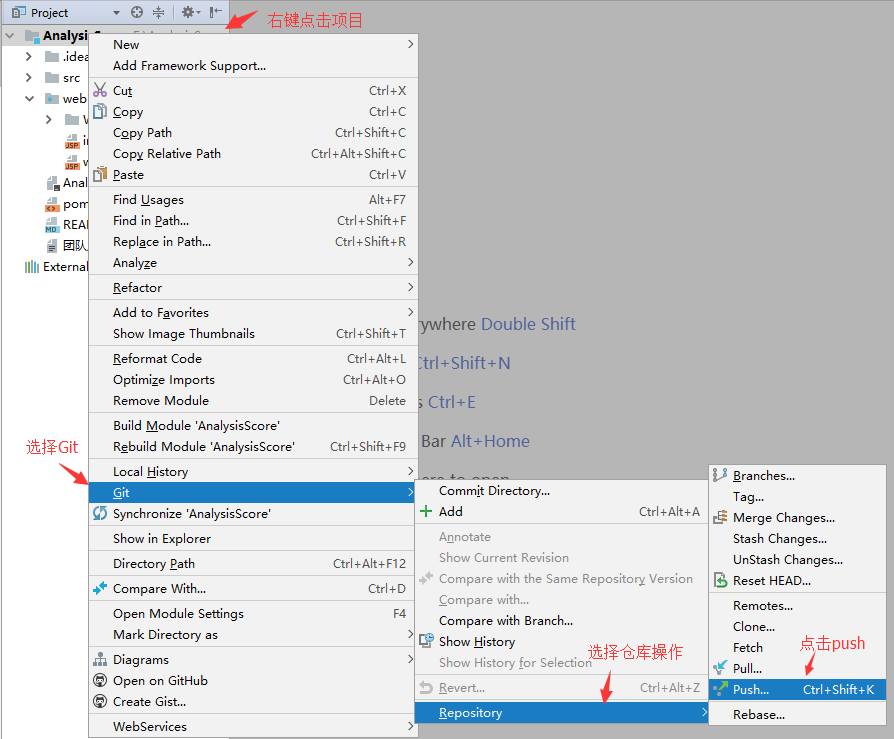 Project
右键点击项目
Analysis
.idea
src
web
JSP
JSP
Anal
pom
MD
READ
团队
External
New
Add Framework Support...
Cut Ctrl+X
Copy Ctrl+C
Copy Path Ctrl+Shift+C
Copy Relative Path Ctrl+Alt+Shift+C
Paste Ctrl+V
Find Usages Alt+F7
Find in Path... Ctrl+Shift+F
Replace in Path... Ctrl+Shift+R
Analyze
Refactor
Add to Favorites
Show Image Thumbnails Ctrl+Shift+T
Reformat Code Ctrl+Alt+L
Optimize Imports Ctrl+Alt+O
Remove Module Delete
Build Module 'AnalysisScore'
Rebuild Module 'AnalysisScore' Ctrl+Shift+F9
Local History
选择Git
Git
Synchronize 'AnalysisScore'
Show in Explorer
Directory Path Ctrl+Alt+F12
Compare With... Ctrl+D
Open Module Settings F4
Mark Directory as
Diagrams
Open on GitHub
Create Gist...
WebServices
ywhere Double Shift
Ctrl+Shift+N
s Ctrl+E
Bar Alt+Home
Commit Directory...
Add Ctrl+Alt+A
Annotate
Show Current Revision
Compare with the Same Repository Version
Compare with...
Compare with Branch...
Show History
Show History for Selection
选择仓库操作
Revert... Ctrl+Alt+Z
Repository
Branches...
Tag...
Merge Changes...
Stash Changes...
UnStash Changes...
Reset HEAD...
Remotes...
Clone...
Fetch
点击push
Pull...
Push... Ctrl+Shift+K
Rebase...